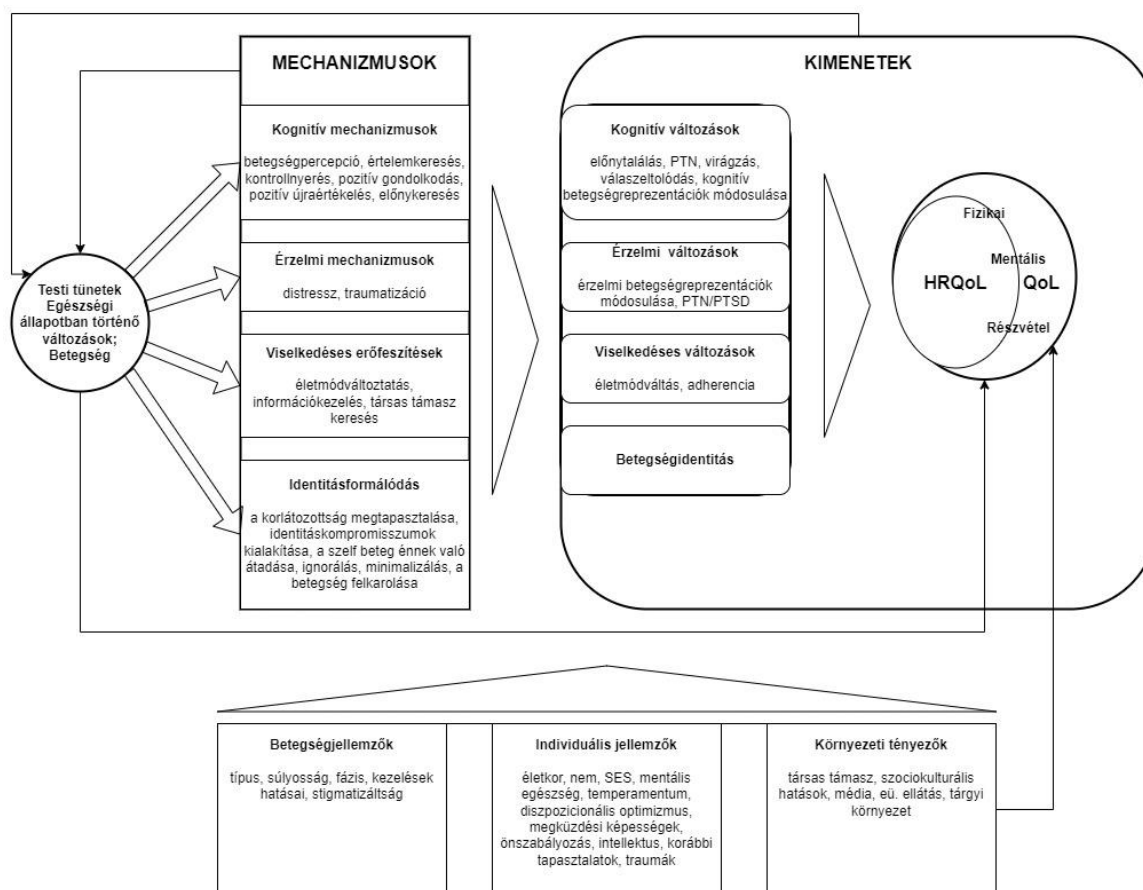 MECHANIZMUSOK
Kognitív mechanizmusok
betegségpercepció, értelemkeresés,
kontrollnyerés, pozitív gondolkodás,
pozitív újraértékelés, előnykeresés
Érzelmi mechanizmusok
distressz, traumatizáció
Viselkedéses erőfeszítések
életmódváltoztatás,
információkezelés, társas támasz
keresés
Identitásformálódás
a korlátozottság megtapasztalása,
identitáskompromisszumok
kialakítása, a szelf beteg énnek való
átadása, ignorálás, minimalizálás, a
betegség felkarolása
Testi tünetek
Egészségi
állapotban történő
változások;
Betegség
KIMENETEK
Kognitív változások
előnytalálás, PTN, virágzás,
válaszeltolódás, kognitív
betegségreprezentációk módosulása
Érzelmi változások
érzelmi betegségreprezentációk
módosulása, PTN/PTSD
Viselkedéses változások
életmódváltás, adherencia
Betegségidentitás
Fizikai
Mentális
HRQoL QoL
Részvétel
Betegségjellemzők
típus, súlyosság, fázis, kezelések
hatásai, stigmatizáltság
Individuális jellemzők
életkor, nem, SES, mentális
egészség, temperamentum,
diszpozicionális optimizmus,
megküzdési képességek,
önszabályozás, intellektus, korábbi
tapasztalatok, traumák
Környezeti tényezők
társas támasz, szociokulturális
hatások, média, eü. ellátás, tárgyi
környezet